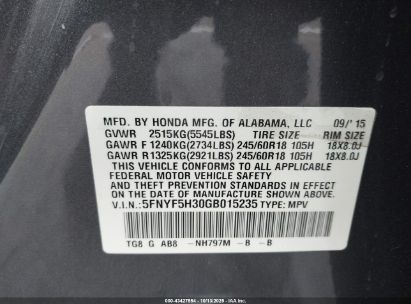 MFD. BY HONDA MFG. OF ALABAMA, LLC 09/'15
GVWR 2515KG(5545LBS) TIRE SIZE RIM SIZE
GAWR F 1240KG(2734LBS) 245/60R18 105H 18X8.0J
GAWR R1325KG(2921LBS) 245/60R18 105H 18X8.0J
THIS VEHICLE CONFORMS TO ALL APPLICABLE
FEDERAL MOTOR VEHICLE SAFETY
AND THEFT PREVENTION STANDARDS IN EFFECT
ON THE DATE OF MANUFACTURE SHOWN ABOVE.
V.I.N.: 5FNYF5H30GB015235 TYPE: MPV
TG8 G AB8 -NH797M -B -B